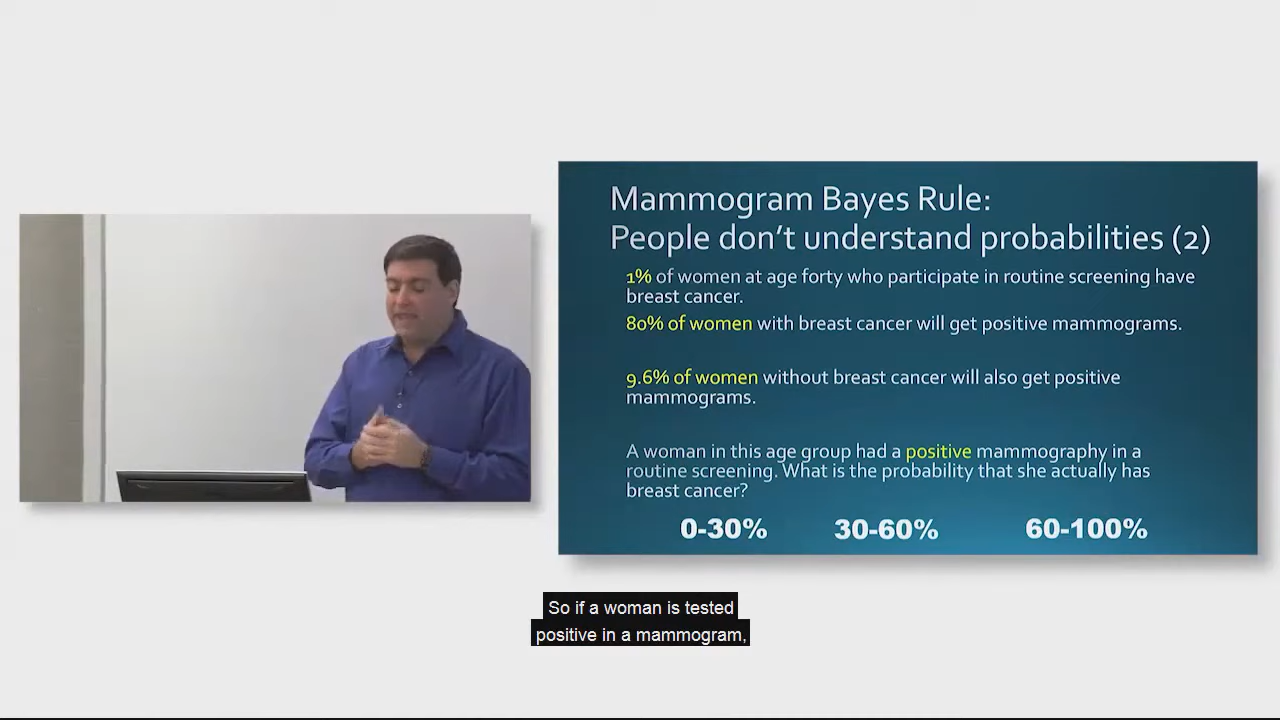 Mammogram Bayes Rule:
People don't understand probabilities (2)
1% of women at age forty who participate in routine screening have
breast cancer.
80% of women with breast cancer will get positive mammograms.
9.6% of women without breast cancer will also get positive
mammograms.
A woman in this age group had a positive mammography in a
routine screening. What is the probability that she actually has
breast cancer?
0-30% 30-60% 60-100%
So if a woman is tested
positive in a mammogram,